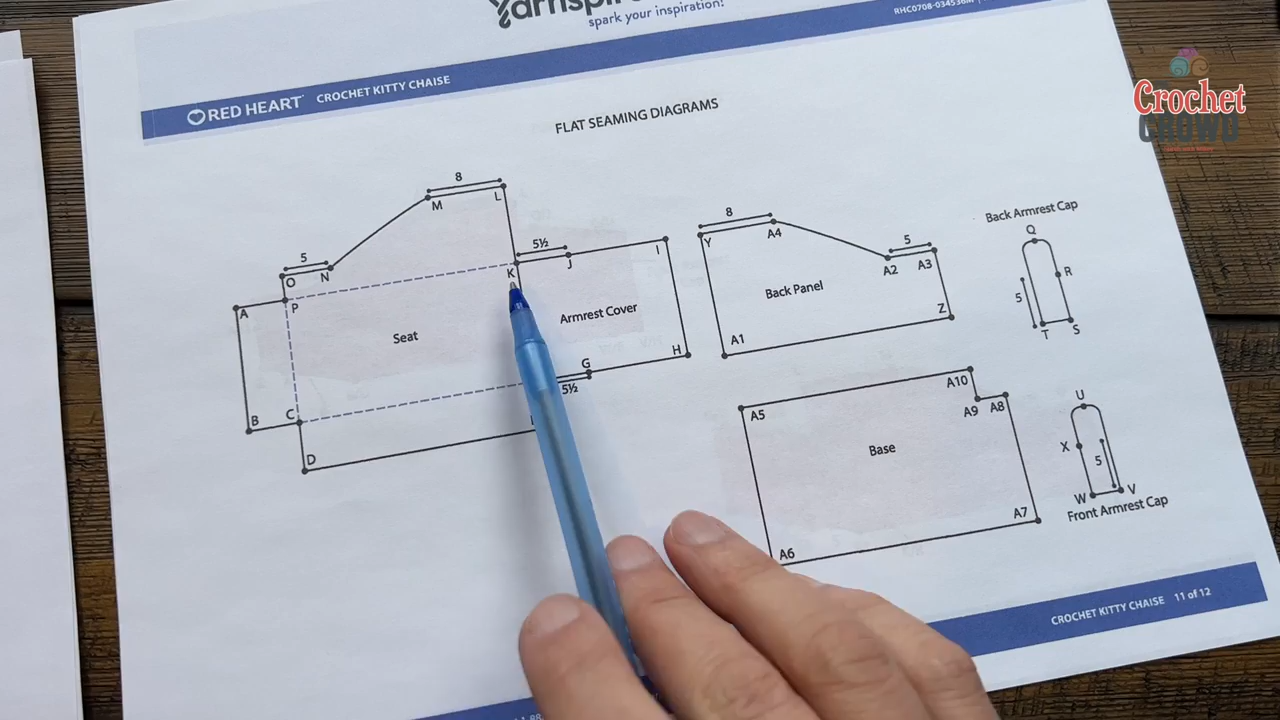 Yarnspir
spark your inspiration!
RHC0708-034536M
RED HEART CROCHET KITTY CHAISE
Crochet
CROWD
FLAT SEAMING DIAGRAMS
8
M
L
5
O
N
5½
K
J
I
A
P
Seat
Armrest Cover
G
H
5½
B
C
D
8
Y
A4
5
A2
A3
Back Panel
A1
Z
Back Armrest Cap
Q
R
5
T
S
A5
A10
A9
A8
Base
A6
A7
U
X
5
W
V
Front Armrest Cap
CROCHET KITTY CHAISE 11 of 12